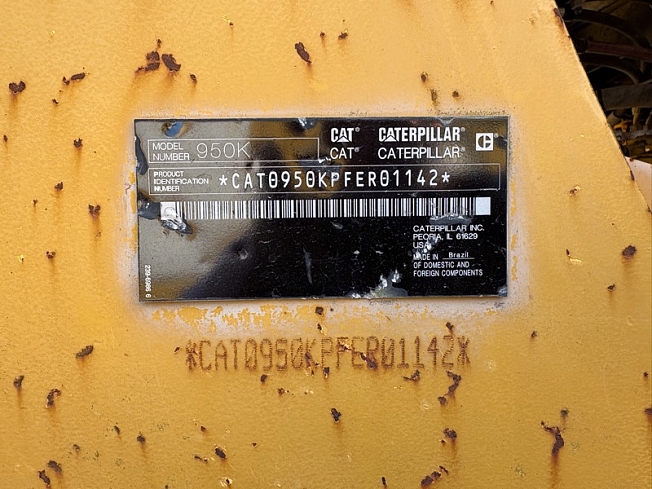 CAT® CATERPILLAR®
CAT® CATERPILLAR®
MODEL NUMBER 950K
PRODUCT IDENTIFICATION NUMBER *CAT0950KPFER01142*
CATERPILLAR INC.
PEORIA, IL 61629
USA
MADE IN Brazil
OF DOMESTIC AND
FOREIGN COMPONENTS
*CAT0950KPFER01142*